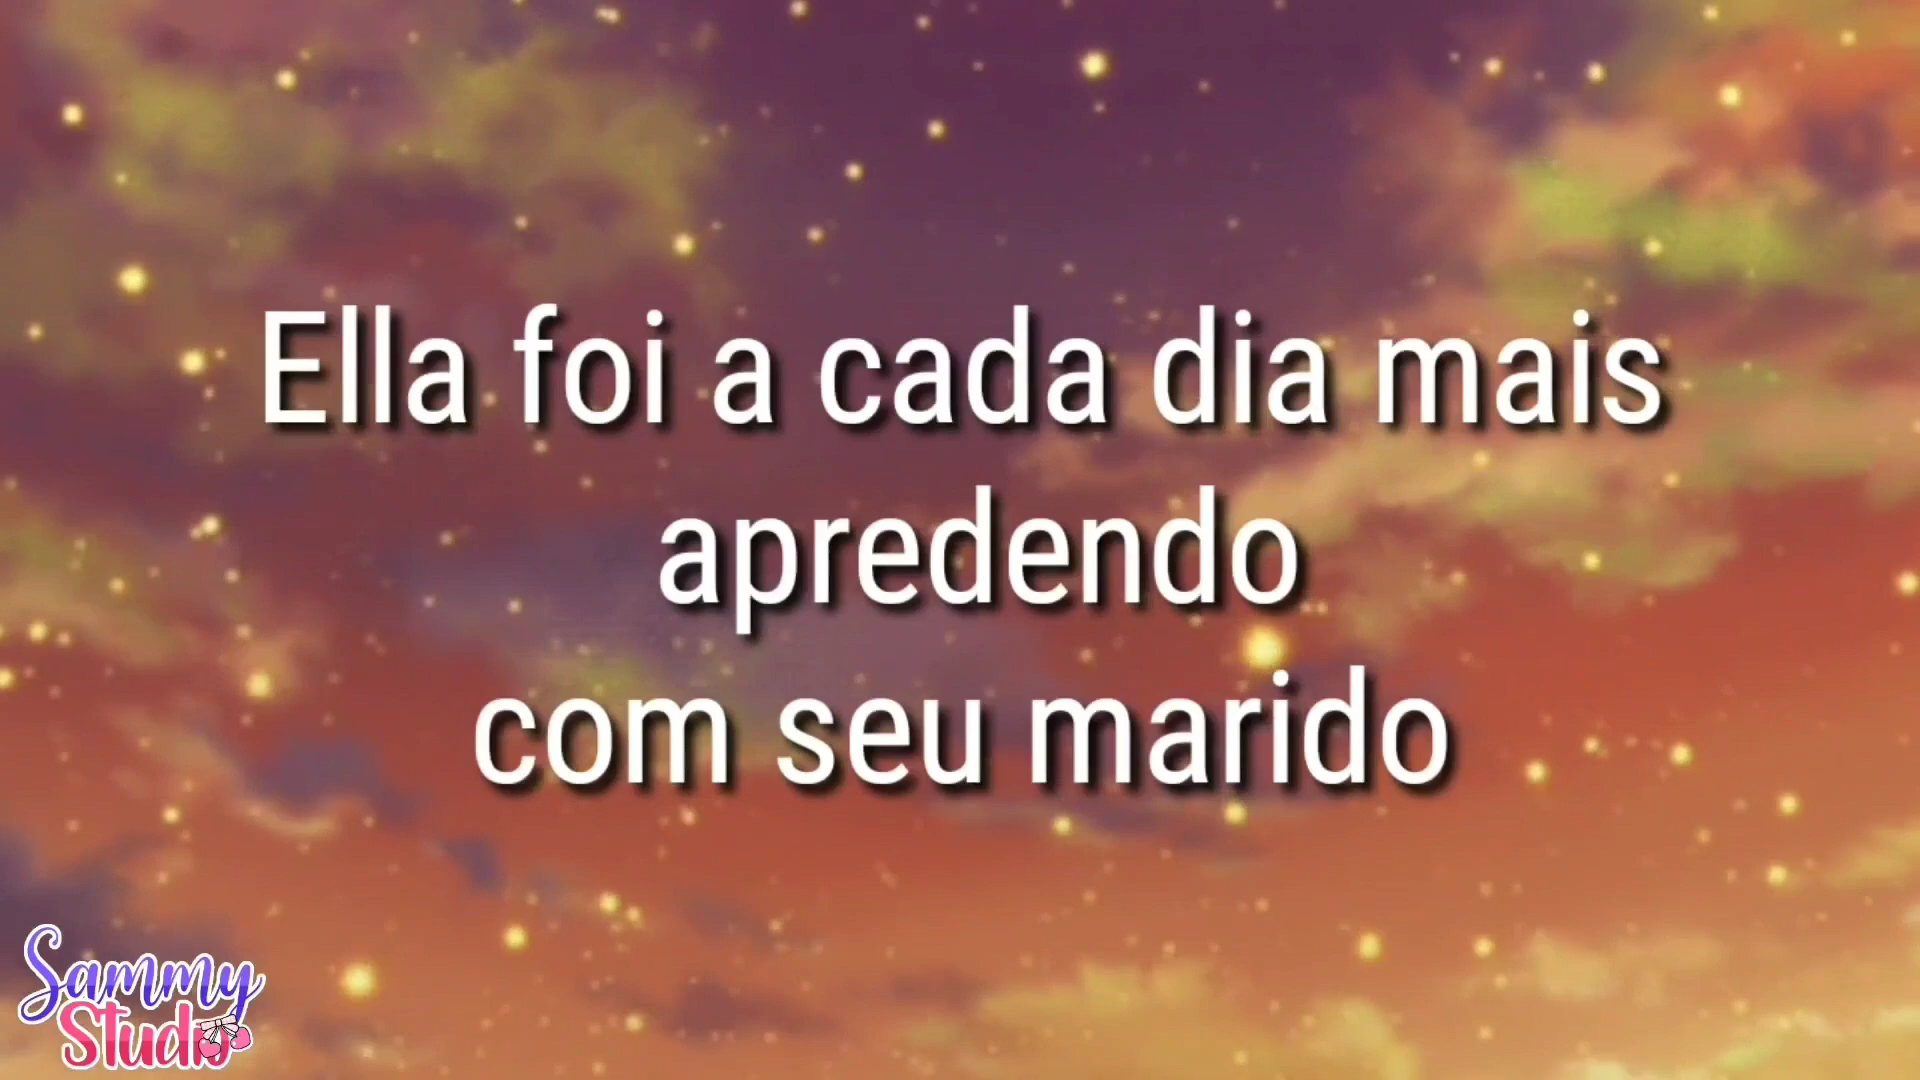 Ella foi a cada dia mais
apredendo
com seu marido
Sammy
Studio